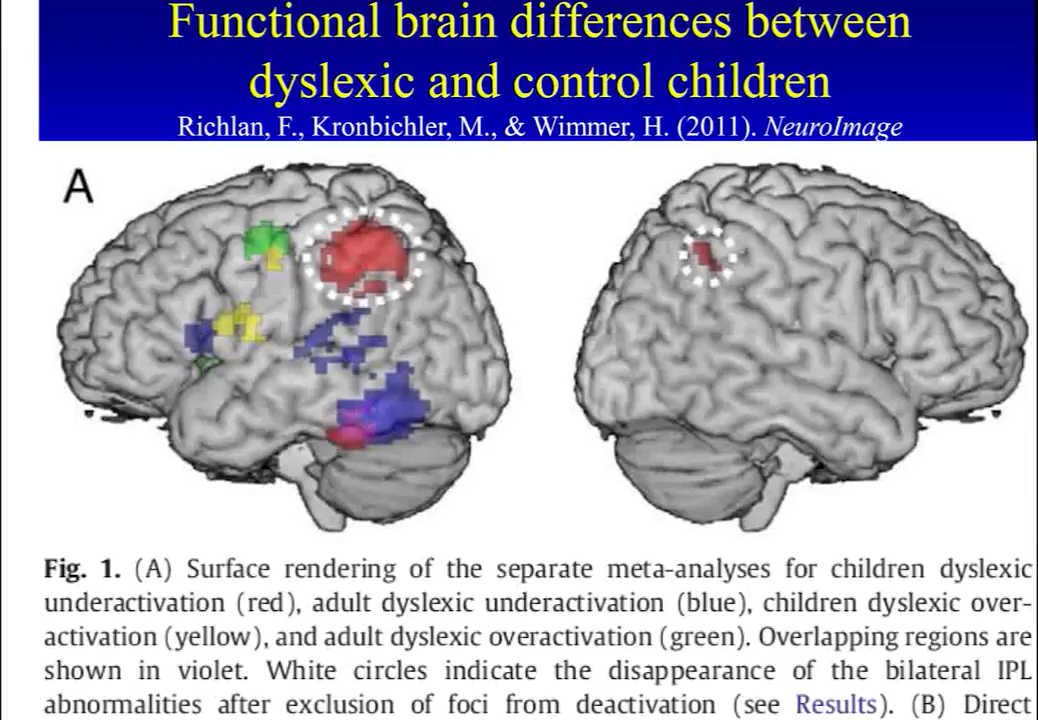 Functional brain differences between
dyslexic and control children
Richlan, F., Kronbichler, M., & Wimmer, H. (2011). NeuroImage
A
Fig. 1. (A) Surface rendering of the separate meta-analyses for children dyslexic
underactivation (red), adult dyslexic underactivation (blue), children dyslexic over-
activation (yellow), and adult dyslexic overactivation (green). Overlapping regions are
shown in violet. White circles indicate the disappearance of the bilateral IPL
abnormalities after exclusion of foci from deactivation (see Results). (B) Direct